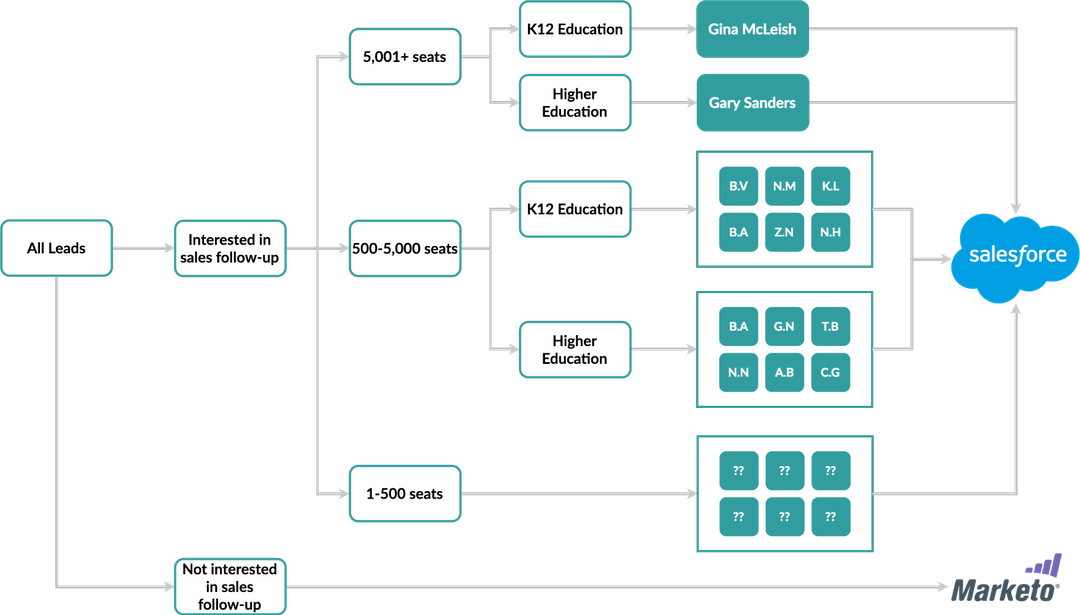 K12 Education
Gina McLeish
5,001+ seats
Higher
Education
Gary Sanders
K12 Education
B.V
N.M
K.L
B.A
Z.N
N.H
All Leads
Interested in
sales follow-up
500-5,000 seats
salesforce
Higher
Education
B.A
G.N
T.B
N.N
A.B
C.G
1-500 seats
??
??
??
??
??
??
Not interested
in sales
follow-up
Marketo®